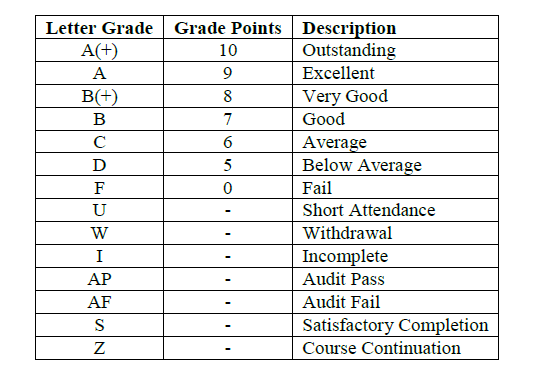 Letter Grade Grade Points Description
A(+) 10 Outstanding
A 9 Excellent
B(+) 8 Very Good
B 7 Good
C 6 Average
D 5 Below Average
F 0 Fail
U - Short Attendance
W - Withdrawal
I - Incomplete
AP - Audit Pass
AF - Audit Fail
S - Satisfactory Completion
Z - Course Continuation